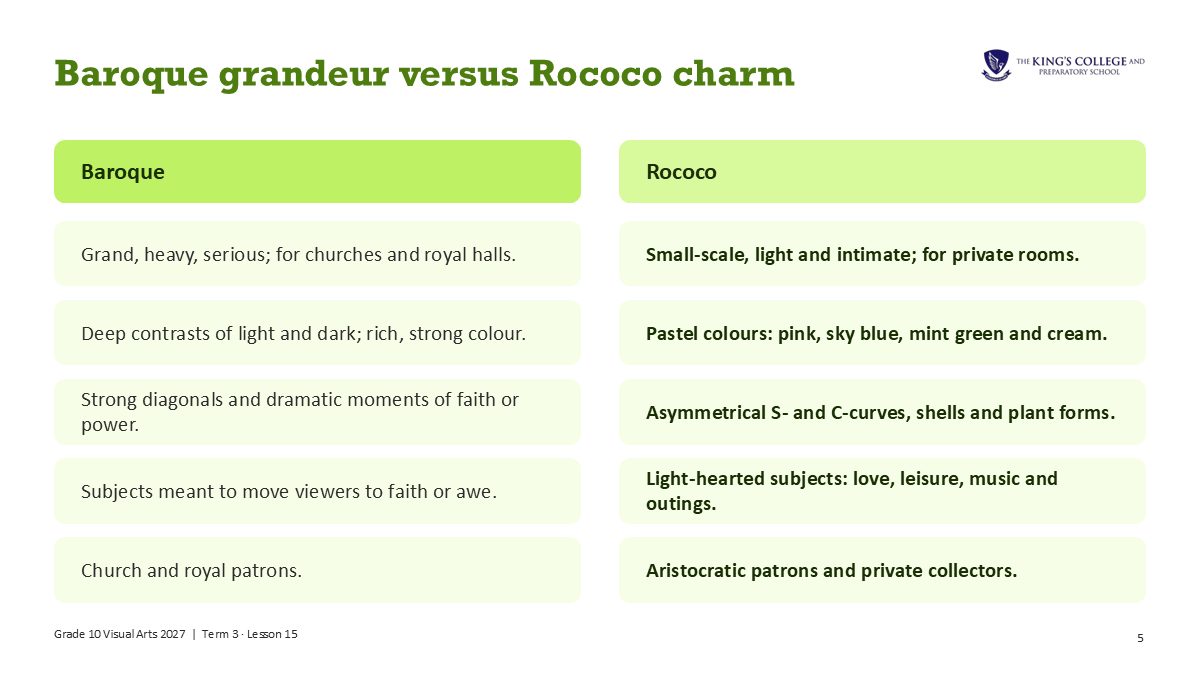 Baroque grandeur versus Rococo charm
THE KING'S COLLEGE AND
PREPARATORY SCHOOL
Baroque
Rococo
Grand, heavy, serious; for churches and royal halls.
Small-scale, light and intimate; for private rooms.
Deep contrasts of light and dark; rich, strong colour.
Pastel colours: pink, sky blue, mint green and cream.
Strong diagonals and dramatic moments of faith or
power.
Asymmetrical S- and C-curves, shells and plant forms.
Subjects meant to move viewers to faith or awe.
Light-hearted subjects: love, leisure, music and
outings.
Church and royal patrons.
Aristocratic patrons and private collectors.
Grade 10 Visual Arts 2027 | Term 3 · Lesson 15
5